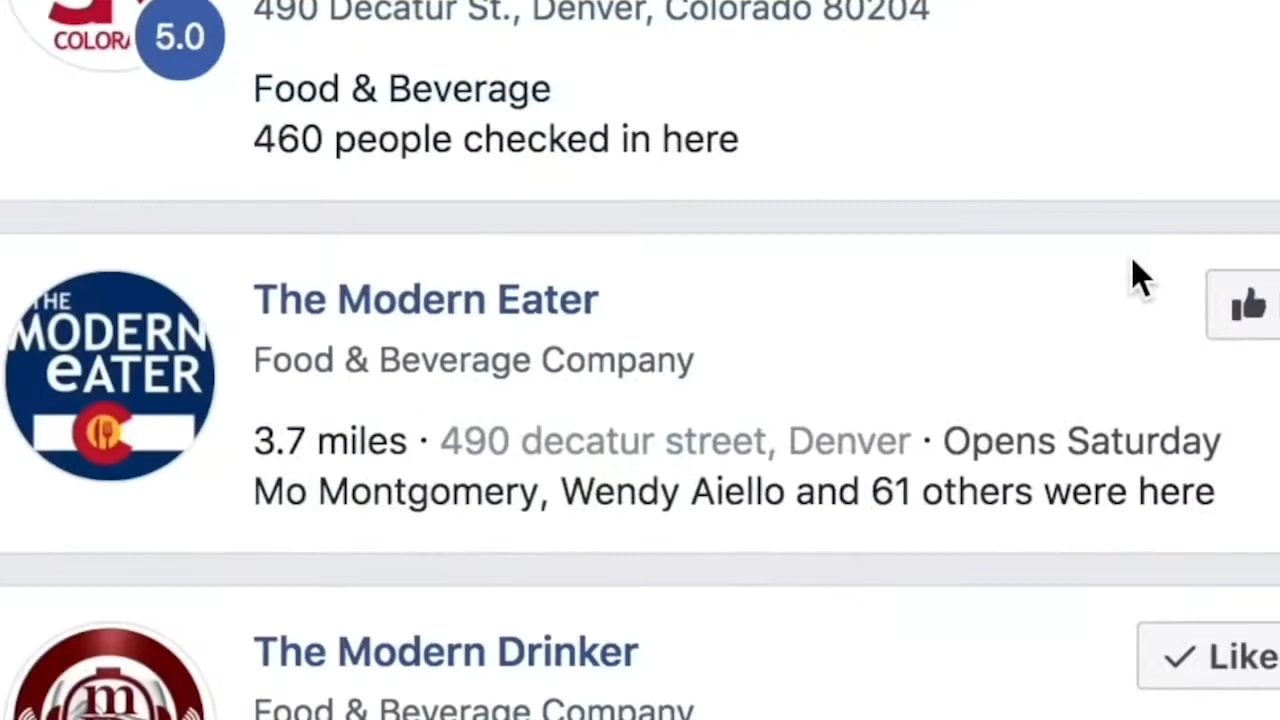 490 Decatur St., Denver, Colorado 80204
COLORA
5.0
Food & Beverage
460 people checked in here
THE
MODERN
eATER
The Modern Eater
Food & Beverage Company
3.7 miles · 490 decatur street, Denver · Opens Saturday
Mo Montgomery, Wendy Aiello and 61 others were here
m
The Modern Drinker
Like
Food & Beverage Company